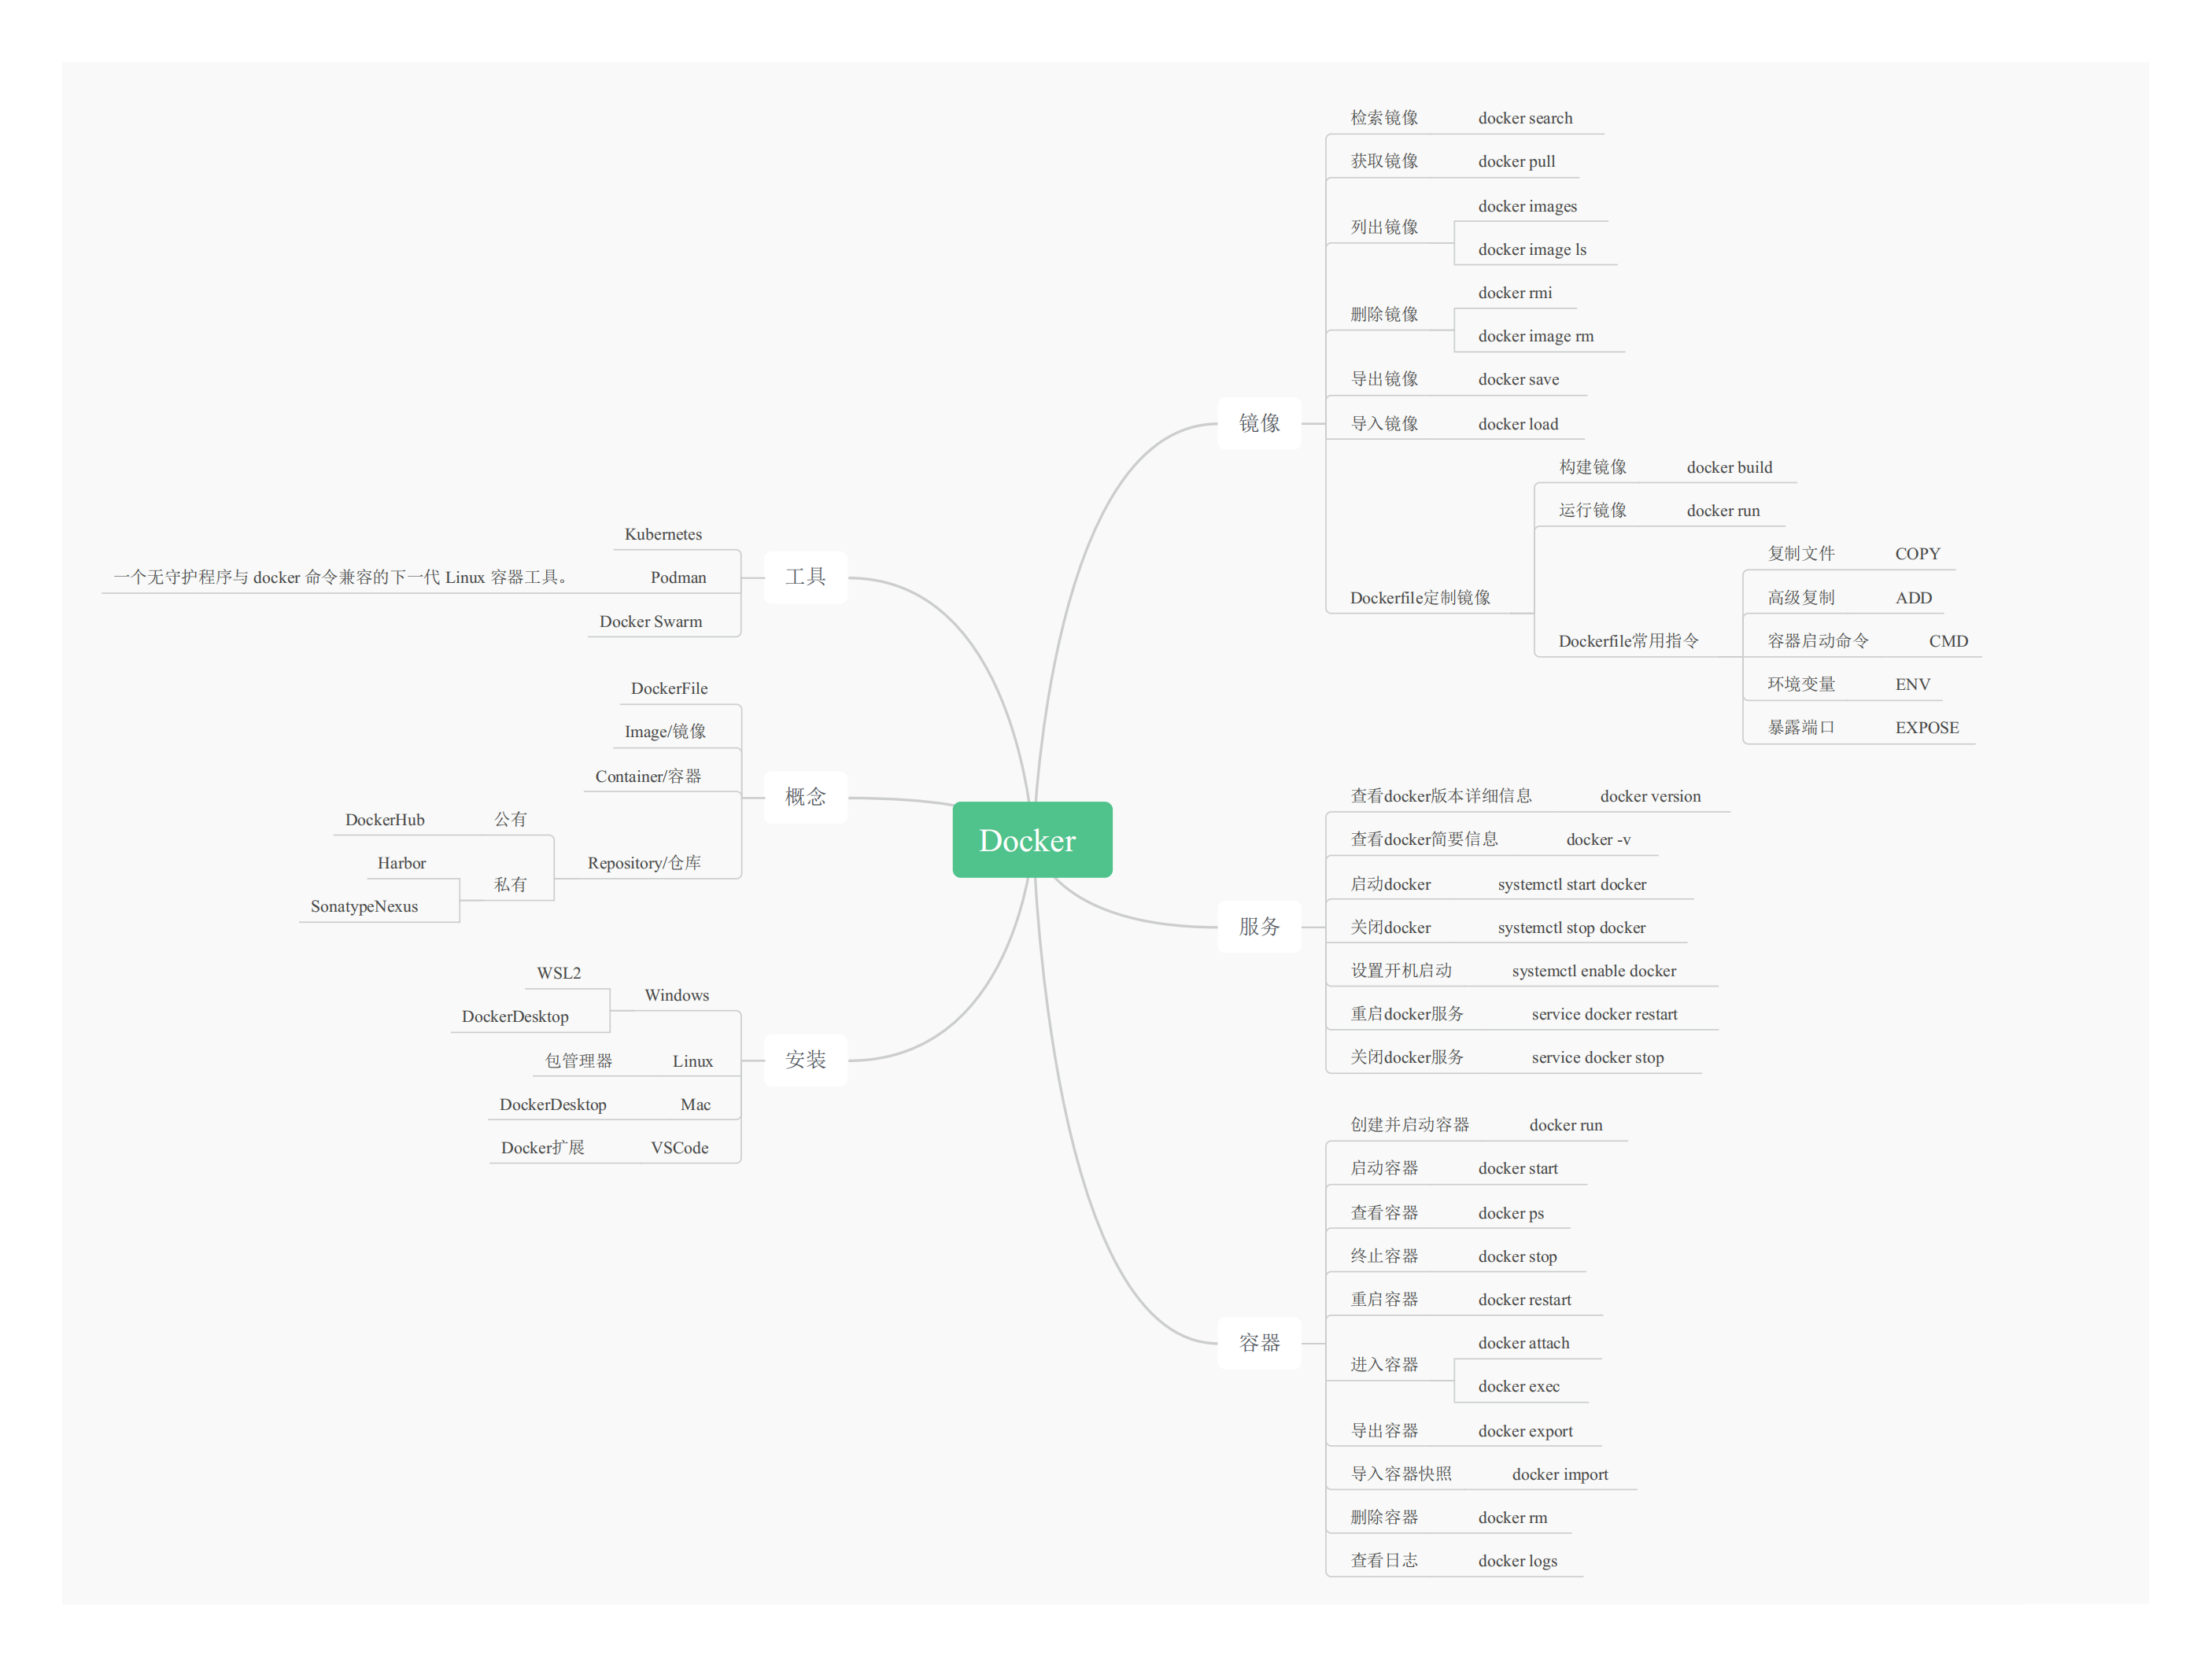 Docker
镜像
检索镜像 docker search
获取镜像 docker pull
列出镜像
docker images
docker image ls
删除镜像
docker rmi
docker image rm
导出镜像 docker save
导入镜像 docker load
Dockerfile定制镜像
构建镜像 docker build
运行镜像 docker run
Dockerfile常用指令
复制文件 COPY
高级复制 ADD
容器启动命令 CMD
环境变量 ENV
暴露端口 EXPOSE
服务
查看docker版本详细信息 docker version
查看docker简要信息 docker -v
启动docker systemctl start docker
关闭docker systemctl stop docker
设置开机启动 systemctl enable docker
重启docker服务 service docker restart
关闭docker服务 service docker stop
容器
创建并启动容器 docker run
启动容器 docker start
查看容器 docker ps
终止容器 docker stop
重启容器 docker restart
进入容器
docker attach
docker exec
导出容器 docker export
导入容器快照 docker import
删除容器 docker rm
查看日志 docker logs
工具
Kubernetes
Podman
一个无守护程序与 docker 命令兼容的下一代 Linux 容器工具。
Docker Swarm
概念
DockerFile
Image/镜像
Container/容器
Repository/仓库
公有
DockerHub
私有
Harbor
SonatypeNexus
安装
Windows
WSL2
DockerDesktop
Linux
包管理器
Mac
DockerDesktop
VSCode
Docker扩展